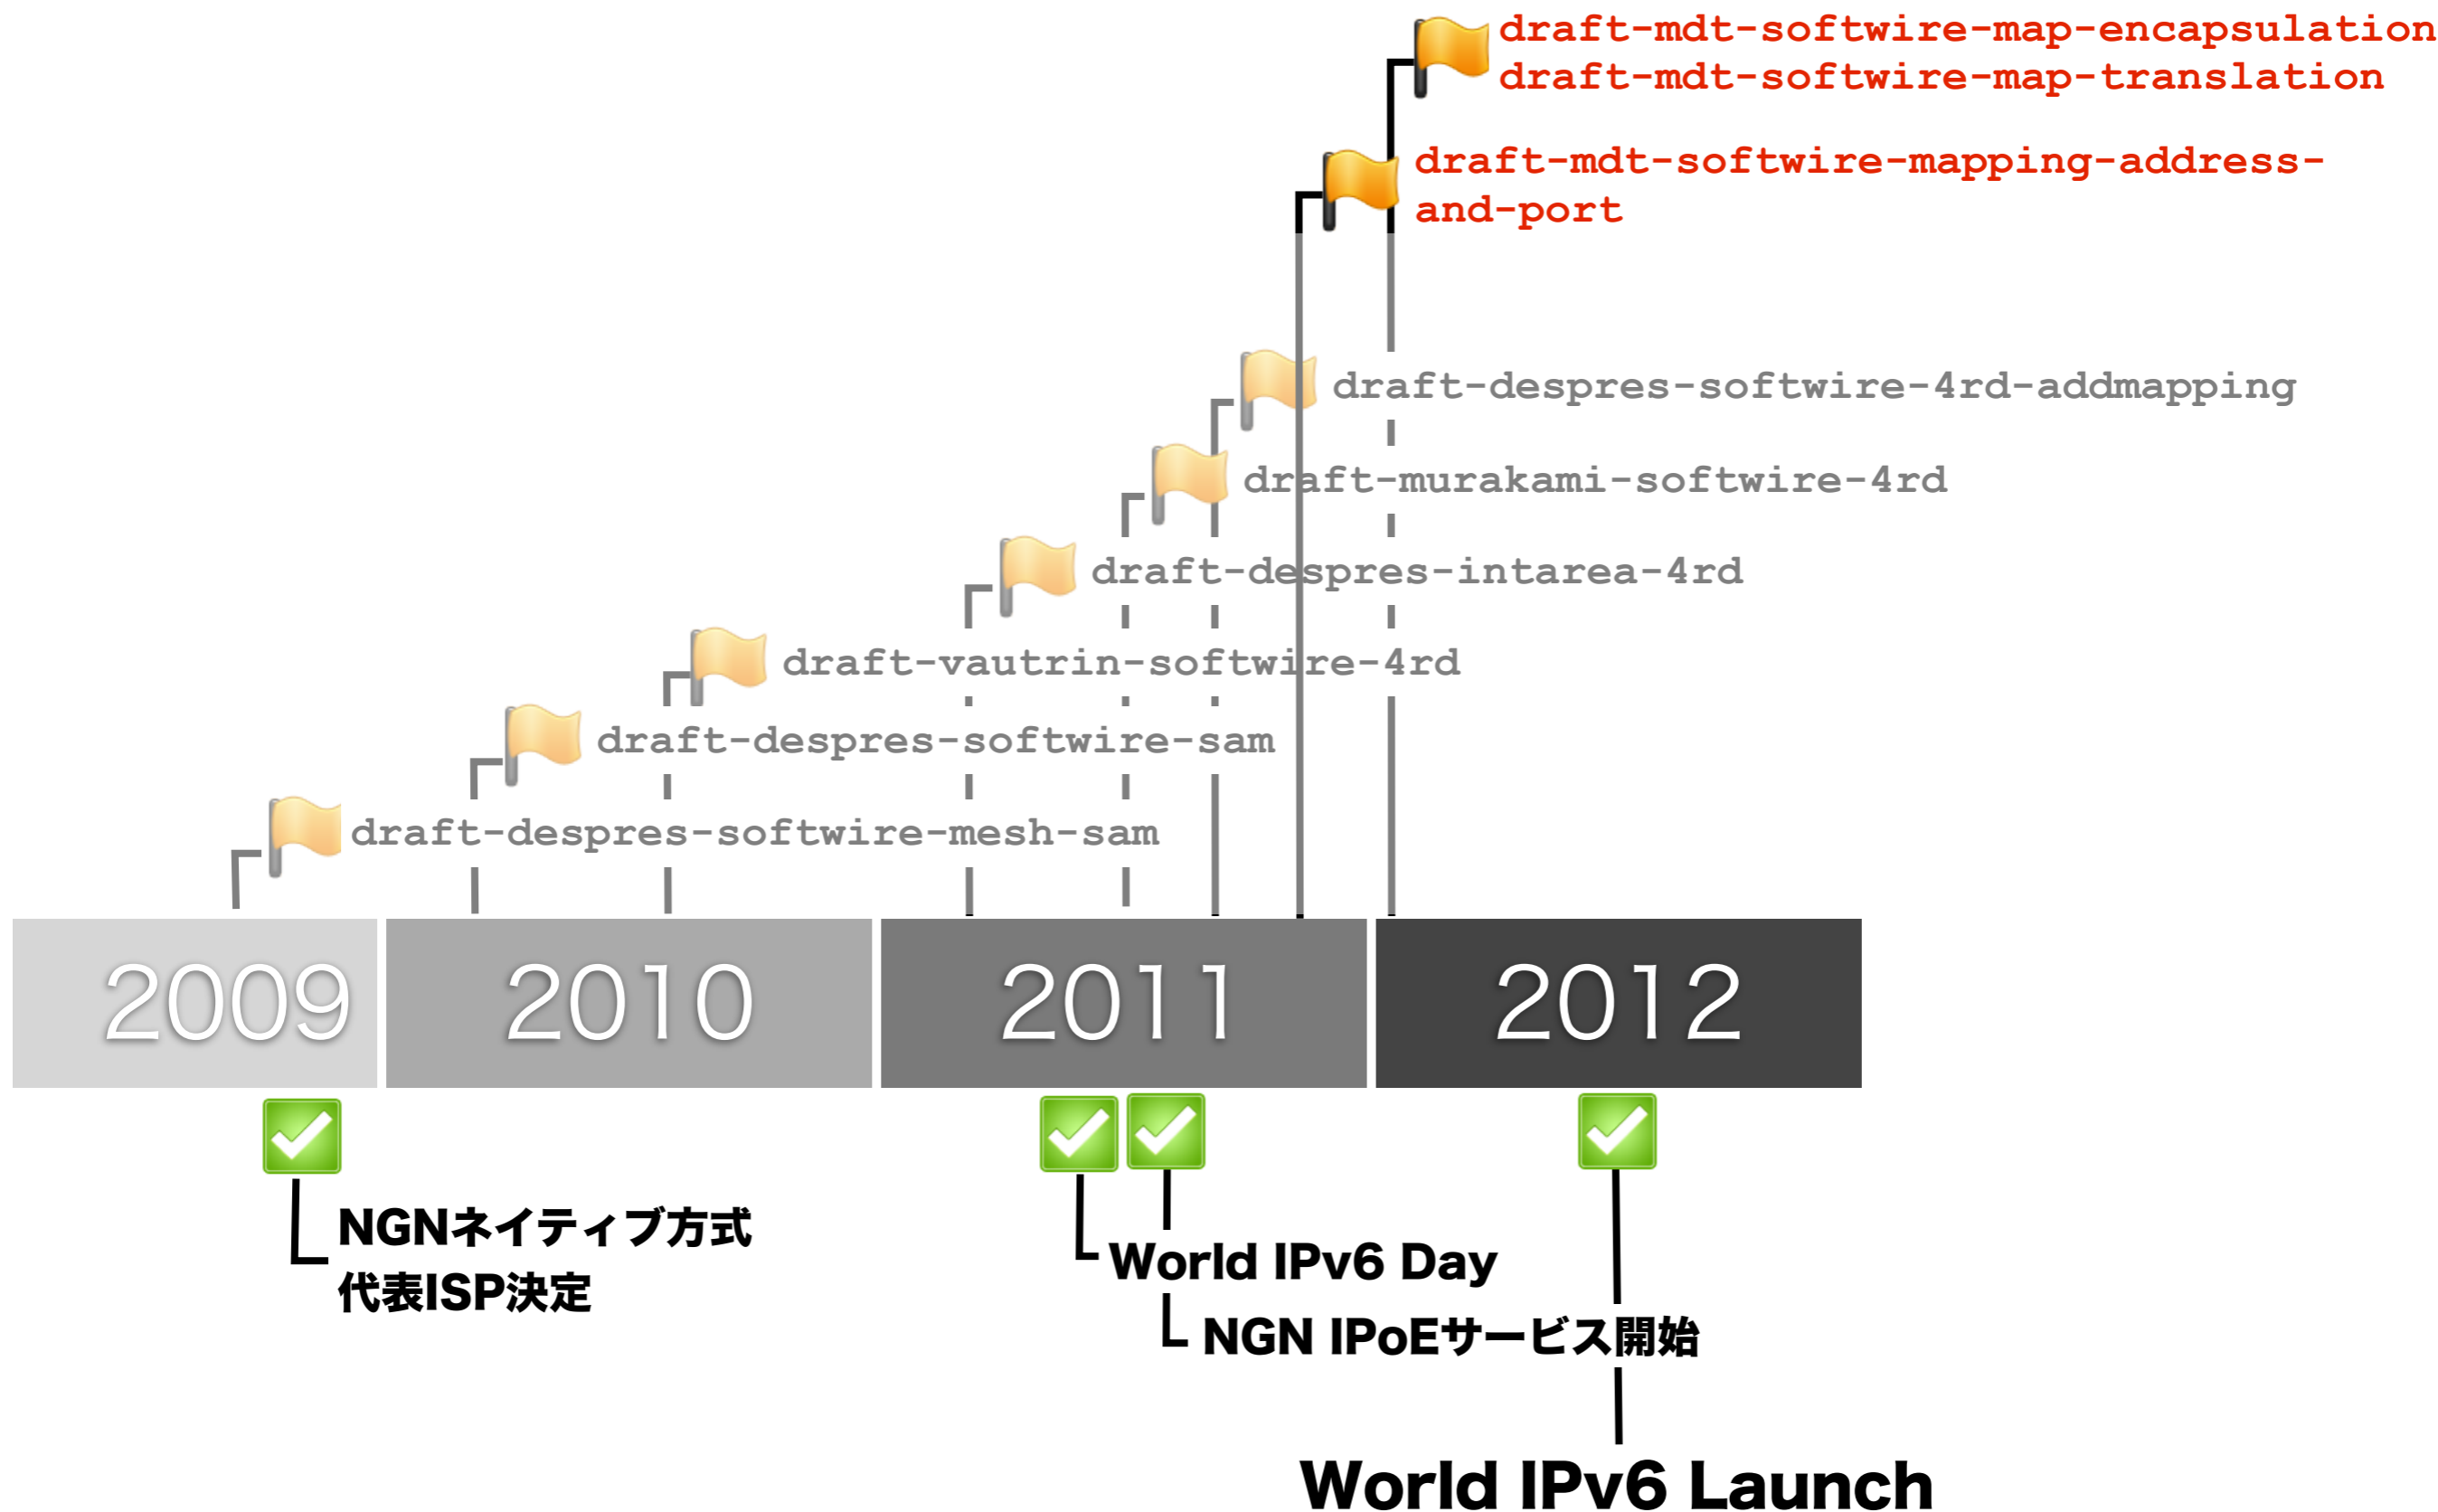 draft-mdt-softwire-map-encapsulation
draft-mdt-softwire-map-translation
draft-mdt-softwire-mapping-address-
and-port
draft-despres-softwire-4rd-addmapping
draft-murakami-softwire-4rd
draft-despres-intarea-4rd
draft-vautrin-softwire-4rd
draft-despres-softwire-sam
draft-despres-softwire-mesh-sam
2009
2010
2011
2012
NGNネイティブ方式
代表ISP決定
World IPv6 Day
NGN IPoEサービス開始
World IPv6 Launch